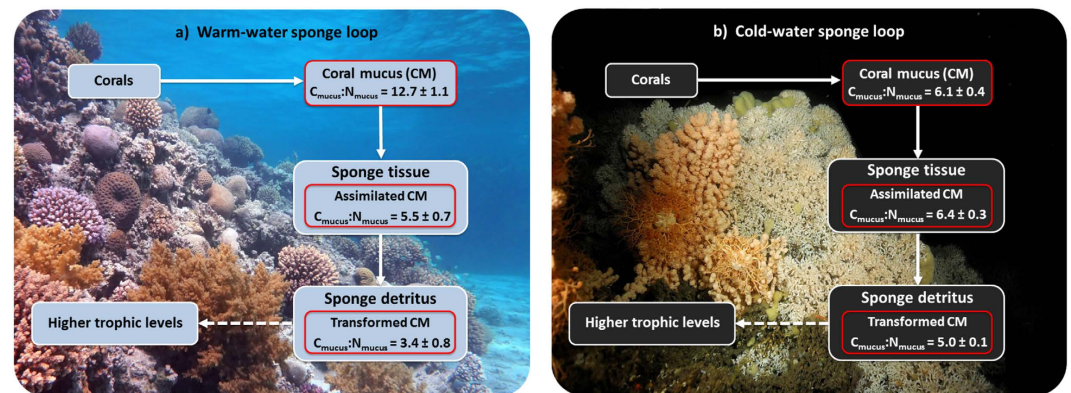 a) Warm-water sponge loop
Corals
Coral mucus (CM)
Cmucus:Nmucus = 12.7 ± 1.1
Sponge tissue
Assimilated CM
Cmucus:Nmucus = 5.5 ± 0.7
Sponge detritus
Transformed CM
Cmucus:Nmucus = 3.4 ± 0.8
Higher trophic levels
b) Cold-water sponge loop
Corals
Coral mucus (CM)
Cmucus:Nmucus = 6.1 ± 0.4
Sponge tissue
Assimilated CM
Cmucus:Nmucus = 6.4 ± 0.3
Sponge detritus
Transformed CM
Cmucus:Nmucus = 5.0 ± 0.1
Higher trophic levels